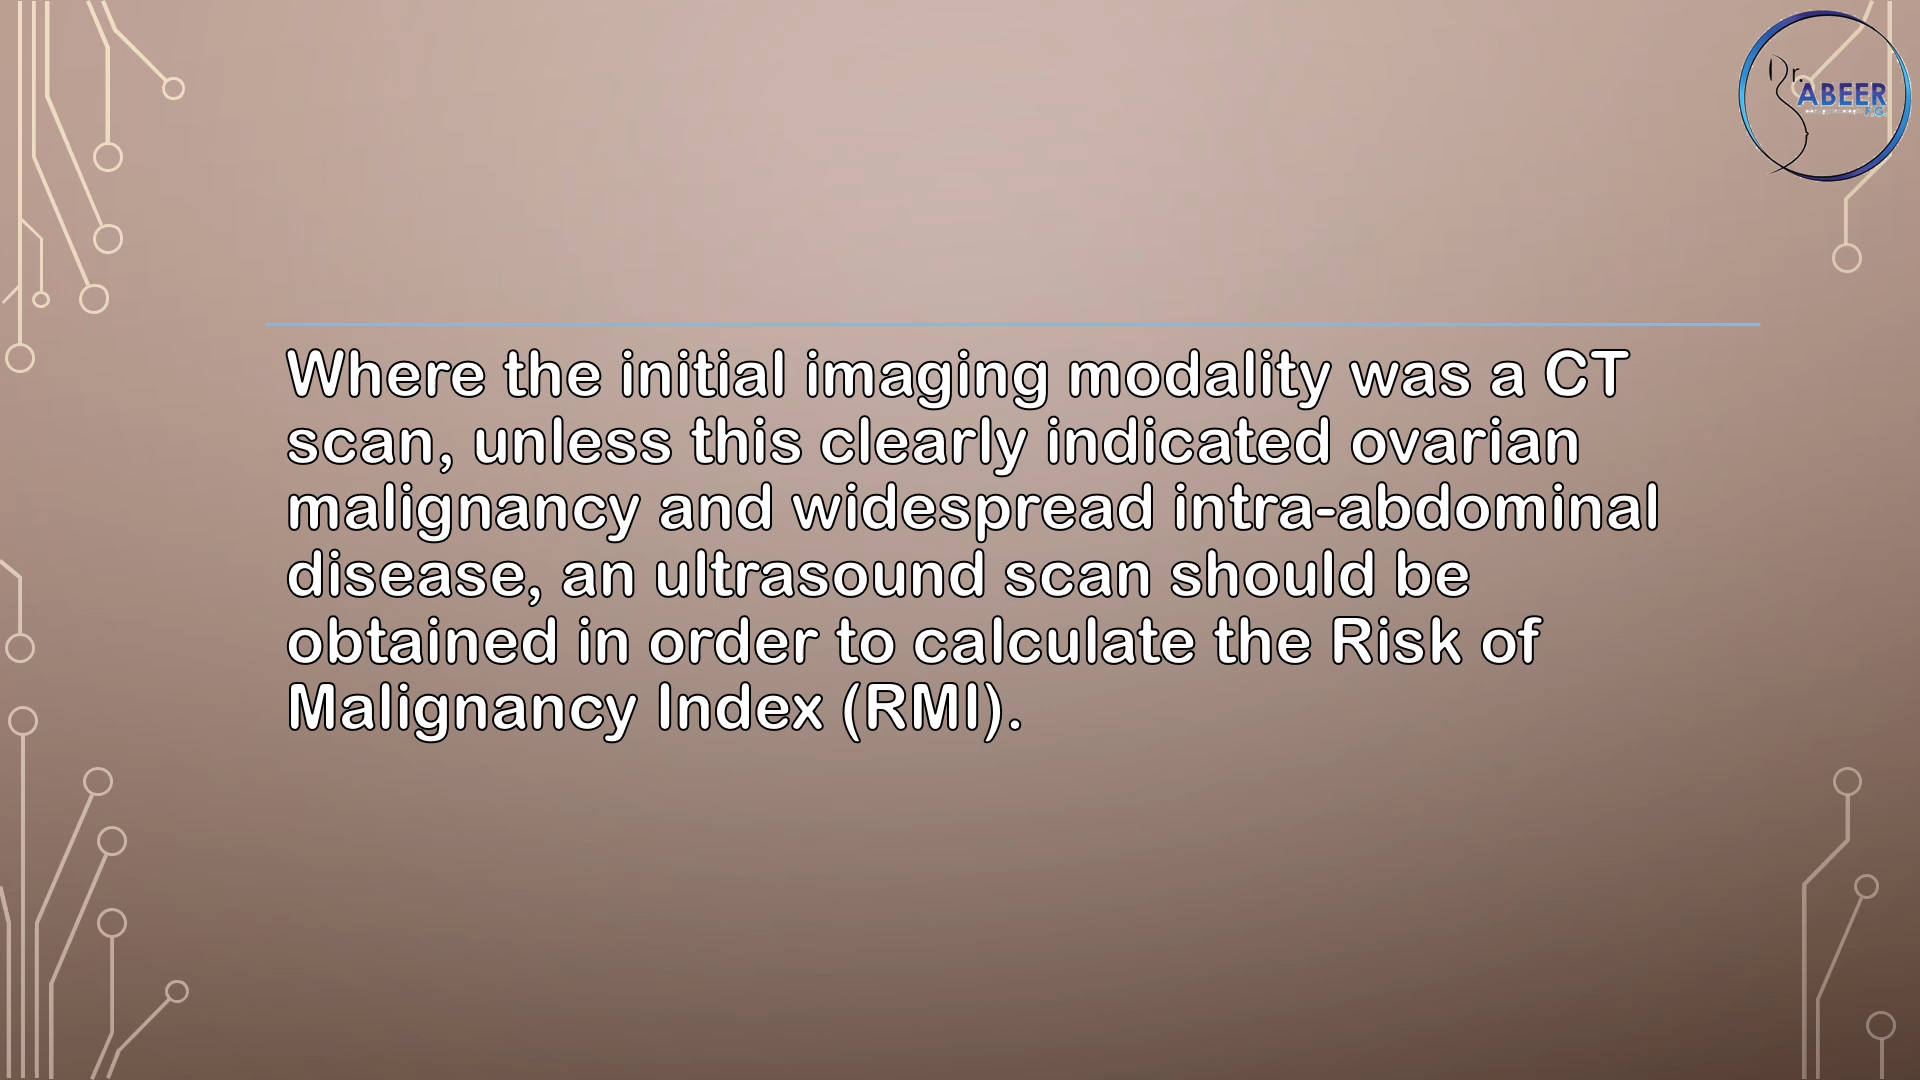 Dr.
ABEER
F.G.
Where the initial imaging modality was a CT
scan, unless this clearly indicated ovarian
malignancy and widespread intra-abdominal
disease, an ultrasound scan should be
obtained in order to calculate the Risk of
Malignancy Index (RMI).